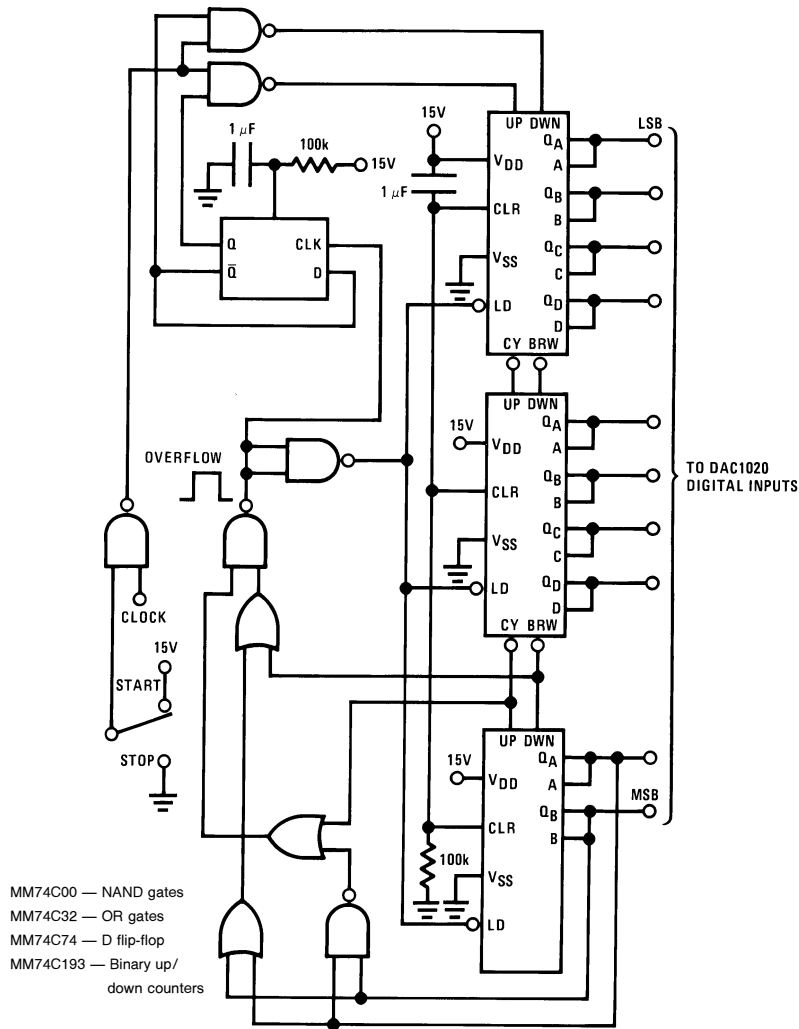 UP DWN
LSB
15V
1 µF
100k
15V
VDD
QA
A
1 µF
QB
B
CLR
Q
CLK
QC
C
Q̅
D
VSS
QD
D
LD
CY BRW
UP DWN
15V
VDD
QA
A
OVERFLOW
TO DAC1020
DIGITAL INPUTS
QB
B
CLR
QC
C
VSS
QD
D
LD
CLOCK
CY BRW
15V
START
STOP
UP DWN
15V
VDD
QA
A
MSB
QB
B
CLR
100k
VSS
LD
MM74C00 — NAND gates
MM74C32 — OR gates
MM74C74 — D flip-flop
MM74C193 — Binary up/
down counters